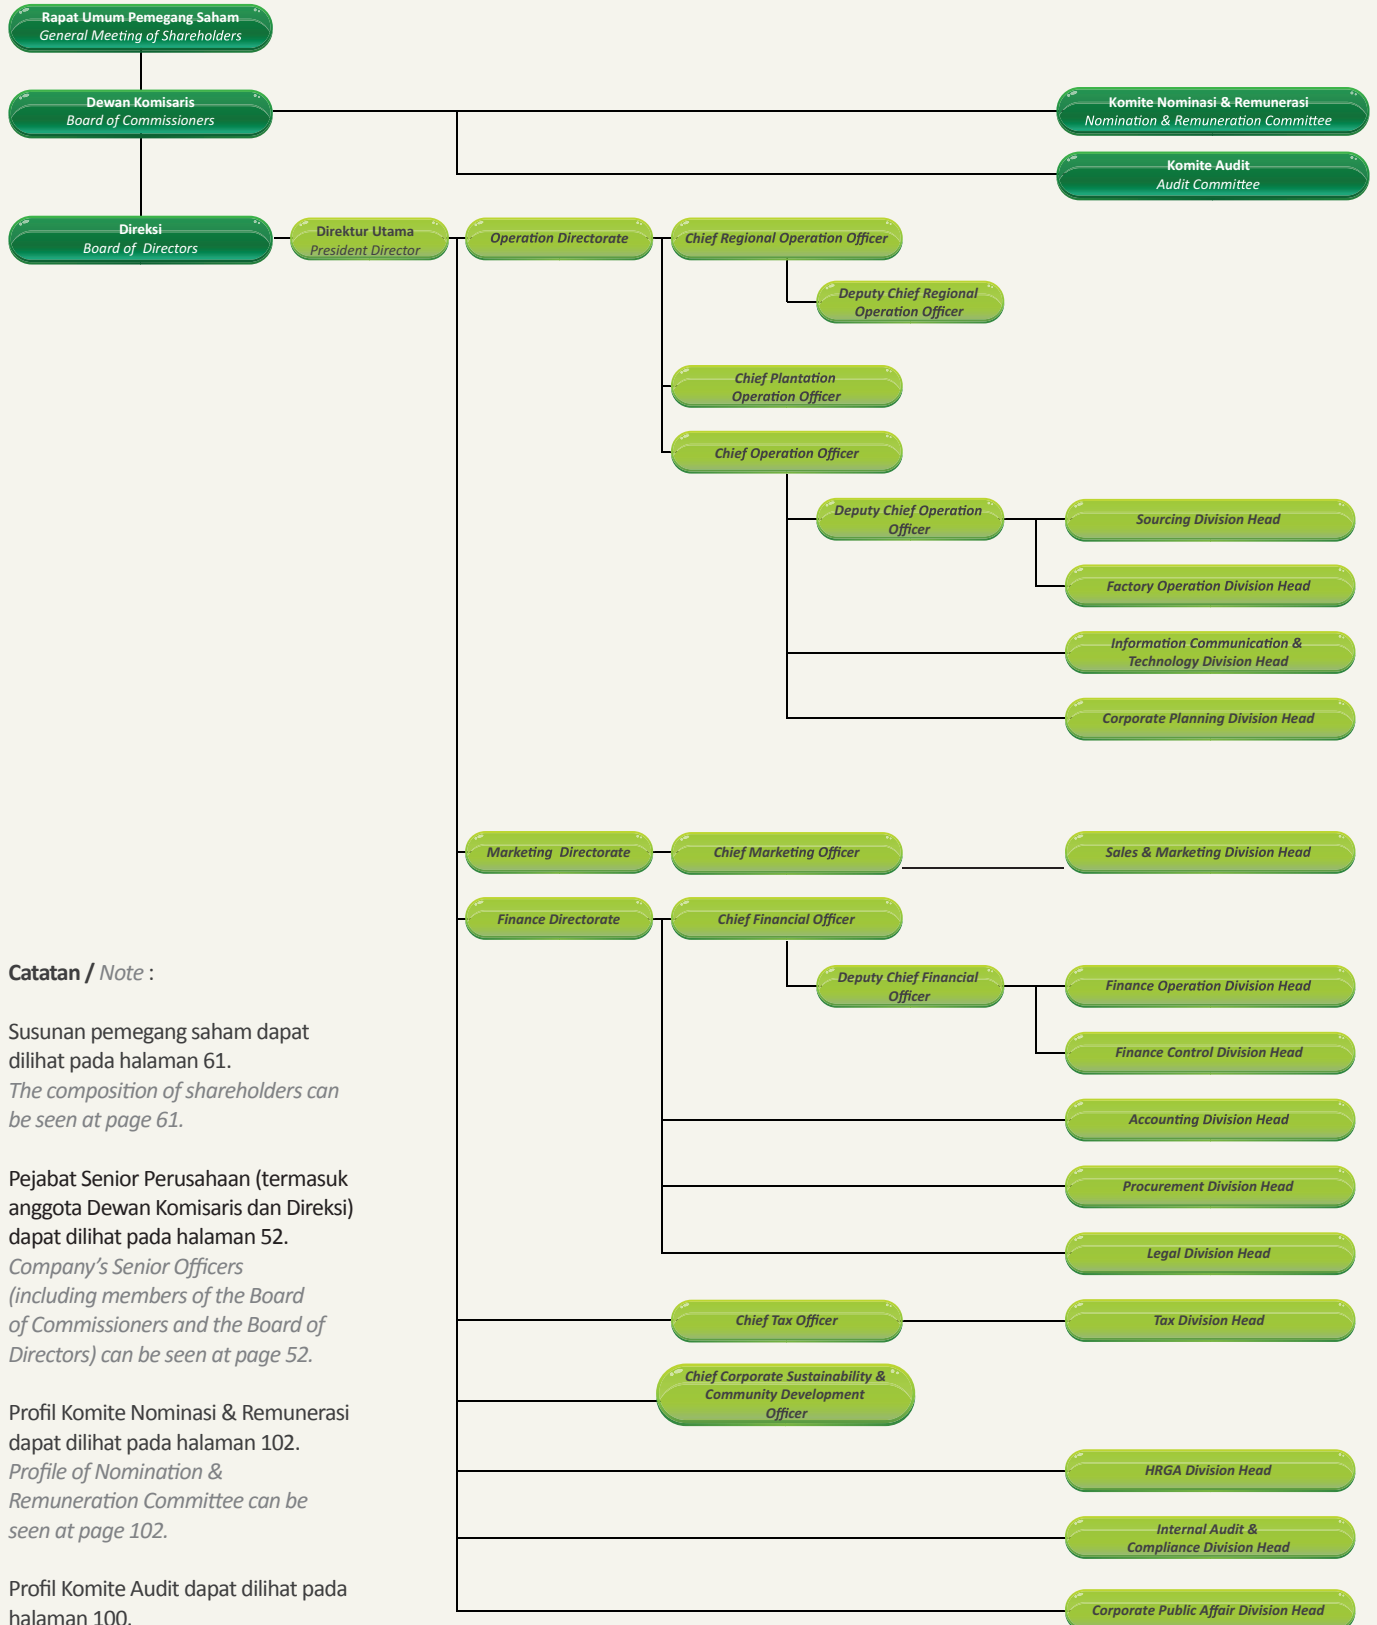 Rapat Umum Pemegang Saham
General Meeting of Shareholders
Dewan Komisaris
Board of Commissioners
Komite Nominasi & Remunerasi
Nomination & Remuneration Committee
Komite Audit
Audit Committee
Direksi
Board of Directors
Direktur Utama
President Director
Operation Directorate
Chief Regional Operation Officer
Deputy Chief Regional
Operation Officer
Chief Plantation
Operation Officer
Chief Operation Officer
Deputy Chief Operation
Officer
Sourcing Division Head
Factory Operation Division Head
Information Communication &
Technology Division Head
Corporate Planning Division Head
Marketing Directorate
Chief Marketing Officer
Sales & Marketing Division Head
Finance Directorate
Chief Financial Officer
Deputy Chief Financial
Officer
Finance Operation Division Head
Finance Control Division Head
Accounting Division Head
Procurement Division Head
Legal Division Head
Chief Tax Officer
Tax Division Head
Chief Corporate Sustainability &
Community Development
Officer
HRGA Division Head
Internal Audit &
Compliance Division Head
Corporate Public Affair Division Head
Catatan / Note :
Susunan pemegang saham dapat
dilihat pada halaman 61.
The composition of shareholders can
be seen at page 61.
Pejabat Senior Perusahaan (termasuk
anggota Dewan Komisaris dan Direksi)
dapat dilihat pada halaman 52.
Company's Senior Officers
(including members of the Board
of Commissioners and the Board of
Directors) can be seen at page 52.
Profil Komite Nominasi & Remunerasi
dapat dilihat pada halaman 102.
Profile of Nomination &
Remuneration Committee can be
seen at page 102.
Profil Komite Audit dapat dilihat pada
halaman 100.